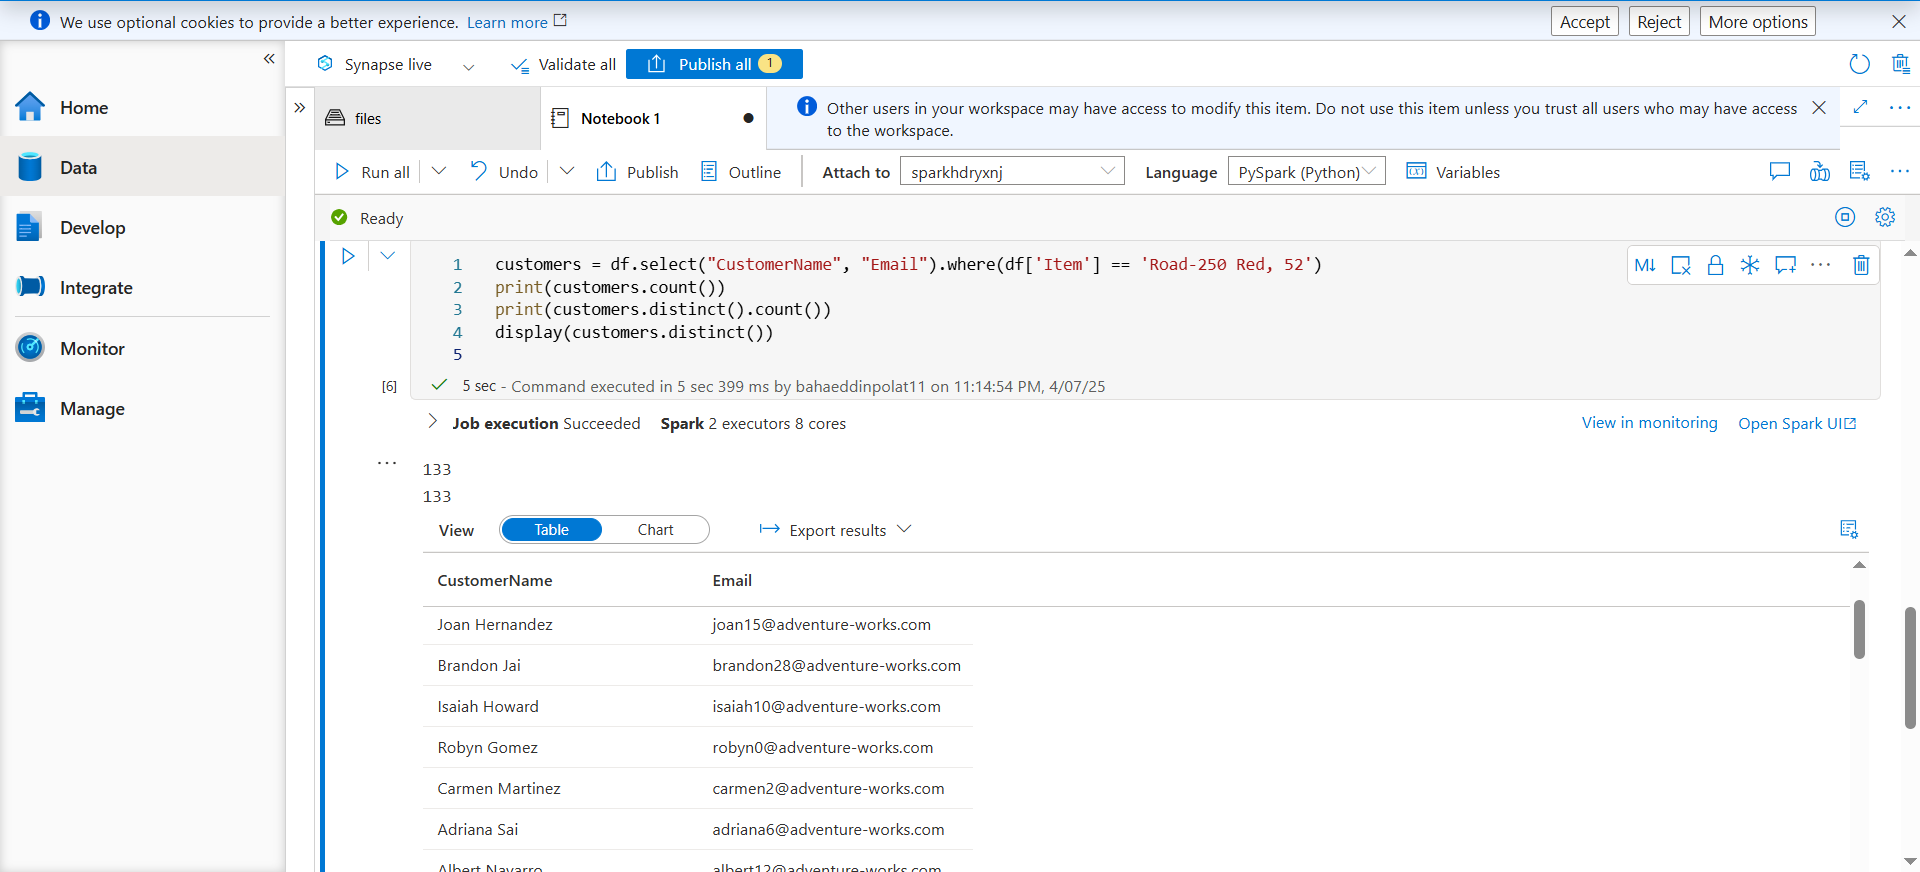 We use optional cookies to provide a better experience. Learn more
Accept
Reject
More options
Synapse live
Validate all
Publish all 1
Home
Data
Develop
Integrate
Monitor
Manage
files
Notebook 1
Other users in your workspace may have access to modify this item. Do not use this item unless you trust all users who may have access
to the workspace.
Run all
Undo
Publish
Outline
Attach to
sparkhdryxnj
Language
PySpark (Python)
Variables
Ready
1 customers = df.select("CustomerName", "Email").where(df['Item'] == 'Road-250 Red, 52')
2 print(customers.count())
3 print(customers.distinct().count())
4 display(customers.distinct())
5
M↓
[6] 5 sec - Command executed in 5 sec 399 ms by bahaeddinpolat11 on 11:14:54 PM, 4/07/25
Job execution Succeeded Spark 2 executors 8 cores
View in monitoring
Open Spark UI
133
133
View
Table
Chart
Export results
CustomerName Email
Joan Hernandez joan15@adventure-works.com
Brandon Jai brandon28@adventure-works.com
Isaiah Howard isaiah10@adventure-works.com
Robyn Gomez robyn0@adventure-works.com
Carmen Martinez carmen2@adventure-works.com
Adriana Sai adriana6@adventure-works.com
Albert Navarro albert12@adventure-works.com